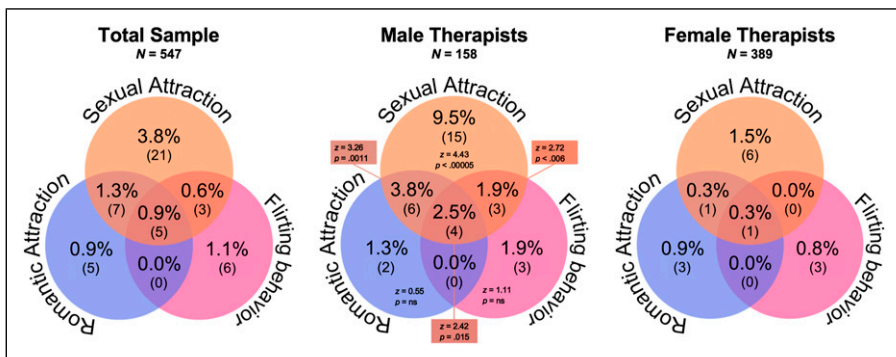 Total Sample
N = 547
Sexual Attraction
3.8%
(21)
1.3%
(7)
0.6%
(3)
0.9%
(5)
Romantic Attraction
0.9%
(5)
0.0%
(0)
1.1%
(6)
Flirting behavior
Male Therapists
N = 158
Sexual Attraction
9.5%
(15)
z = 4.43
p < .00005
z = 3.26
p = .0011
z = 2.72
p < .006
3.8%
(6)
1.9%
(3)
2.5%
(4)
Romantic Attraction
1.3%
(2)
0.0%
(0)
1.9%
(3)
Flirting behavior
z = 0.55
p = ns
z = 1.11
p = ns
z = 2.42
p = .015
Female Therapists
N = 389
Sexual Attraction
1.5%
(6)
0.3%
(1)
0.0%
(0)
0.3%
(1)
Romantic Attraction
0.9%
(3)
0.0%
(0)
0.8%
(3)
Flirting behavior